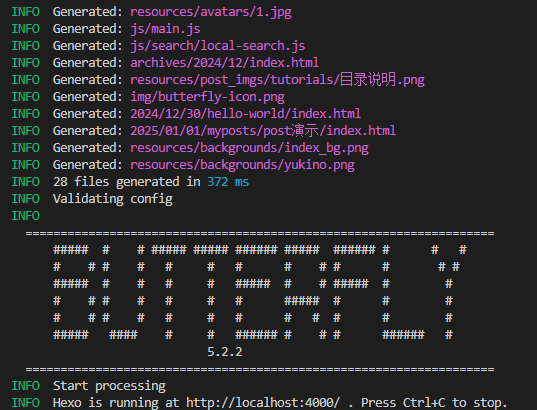 INFO  Generated: resources/avatars/1.jpg
INFO  Generated: js/main.js
INFO  Generated: js/search/local-search.js
INFO  Generated: archives/2024/12/index.html
INFO  Generated: resources/post_imgs/tutorials/目录说明.png
INFO  Generated: img/butterfly-icon.png
INFO  Generated: 2024/12/30/hello-world/index.html
INFO  Generated: 2025/01/01/myposts/post演示/index.html
INFO  Generated: resources/backgrounds/index_bg.png
INFO  Generated: resources/backgrounds/yukino.png
INFO  28 files generated in 372 ms
INFO  Validating config
INFO
===================================================================
#####  #    # ##### ##### ###### #####  ###### #      #   #
#    # #    #   #     #   #      #    # #      #       # #
#####  #    #   #     #   #####  #    # #####  #        #
#    # #    #   #     #   #      #####  #      #        #
#    # #    #   #     #   #      #   #  #      #        #
#####   ####    #     #   ###### #    # #      ######   #
5.2.2
===================================================================
INFO  Start processing
INFO  Hexo is running at http://localhost:4000/ . Press Ctrl+C to stop.